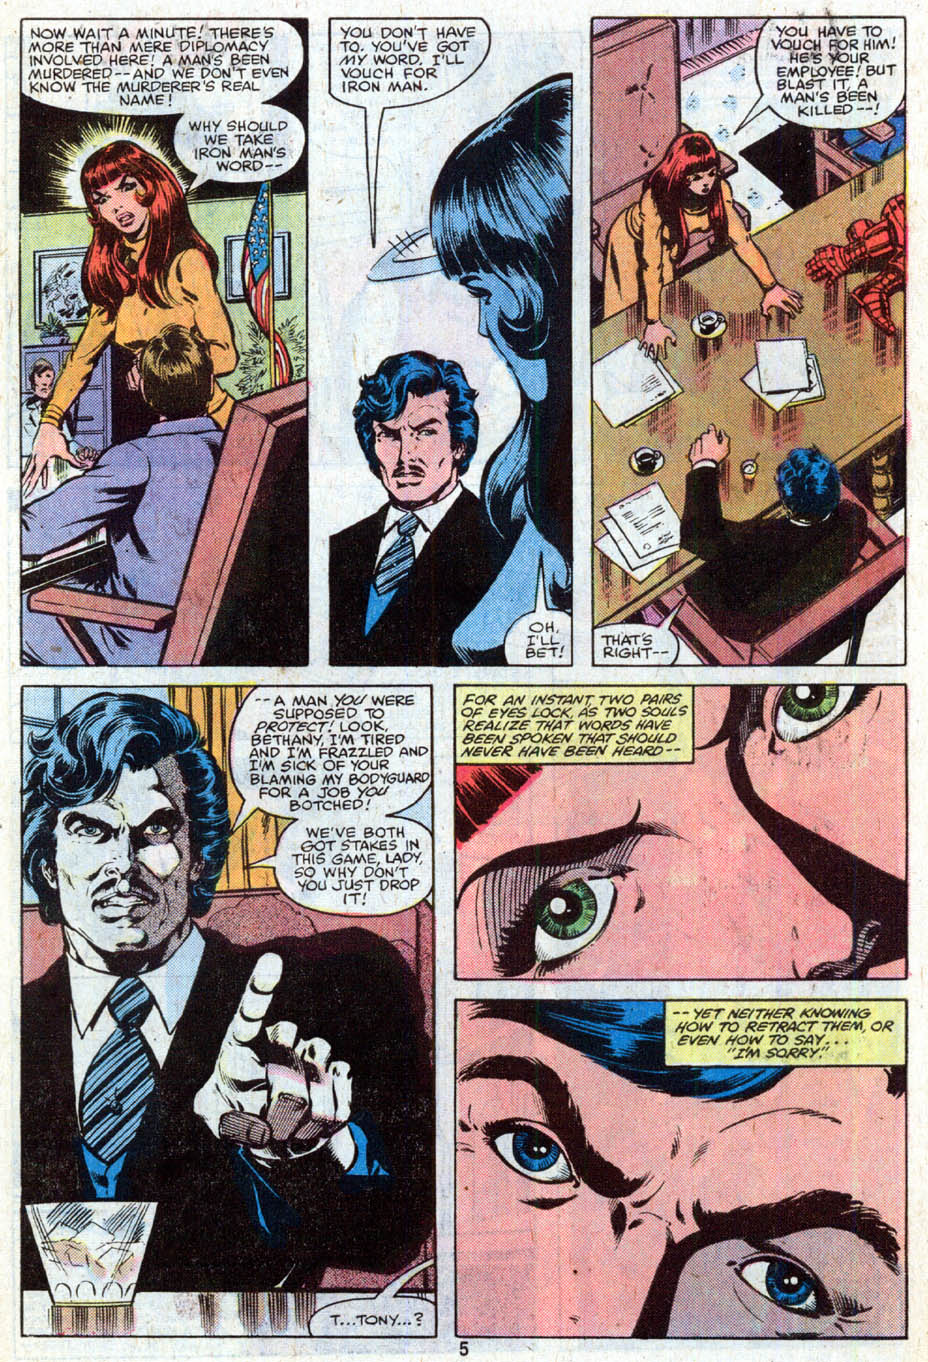 NOW WAIT A MINUTE! THERE'S
MORE THAN MERE DIPLOMACY
INVOLVED HERE! A MAN'S BEEN
MURDERED--AND WE DON'T EVEN
KNOW THE MURDERER'S REAL
NAME!
WHY SHOULD
WE TAKE
IRON MAN'S
WORD--
YOU DON'T HAVE
TO. YOU'VE GOT
MY WORD. I'LL
VOUCH FOR
IRON MAN.
OH,
I'LL
BET!
YOU HAVE TO
VOUCH FOR HIM!
HE'S YOUR
EMPLOYEE! BUT
BLAST IT, A
MAN'S BEEN
KILLED--!
THAT'S
RIGHT--
-- A MAN YOU WERE
SUPPOSED TO
PROTECT! LOOK,
BETHANY, I'M TIRED
AND I'M FRAZZLED AND
I'M SICK OF YOUR
BLAMING MY BODYGUARD
FOR A JOB YOU
BOTCHED!
WE'VE BOTH
GOT STAKES IN
THIS GAME, LADY,
SO WHY DON'T
YOU JUST DROP
IT!
T...TONY...?
FOR AN INSTANT, TWO PAIRS
OF EYES LOCK, AS TWO SOULS
REALIZE THAT WORDS HAVE
BEEN SPOKEN THAT SHOULD
NEVER HAVE BEEN HEARD--
--YET NEITHER KNOWING
HOW TO RETRACT THEM, OR
EVEN HOW TO SAY...
"I'M SORRY."
5